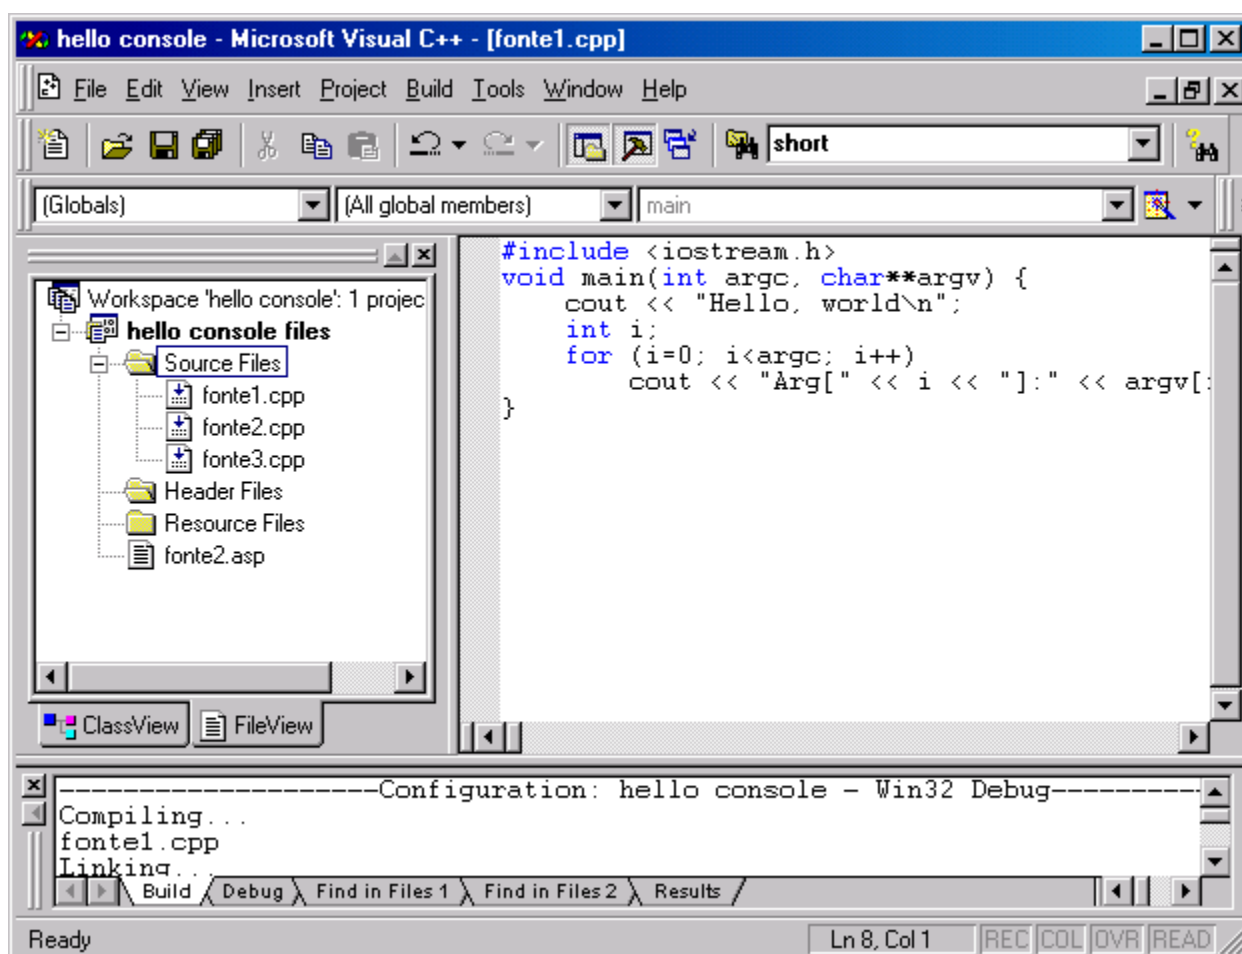 hello console - Microsoft Visual C++ - [fonte1.cpp]
File Edit View Insert Project Build Tools Window Help
short
(Globals) (All global members) main
#include <iostream.h>
void main(int argc, char**argv) {
cout << "Hello, world\n";
int i;
for (i=0; i<argc; i++)
cout << "Arg[" << i << "]:" << argv[
}
Workspace 'hello console': 1 projec
hello console files
Source Files
fonte1.cpp
fonte2.cpp
fonte3.cpp
Header Files
Resource Files
fonte2.asp
ClassView FileView
--------------------Configuration: hello console - Win32 Debug----------
Compiling...
fonte1.cpp
Linking...
Build Debug Find in Files 1 Find in Files 2 Results
Ready Ln 8, Col 1 REC COL OVR READ